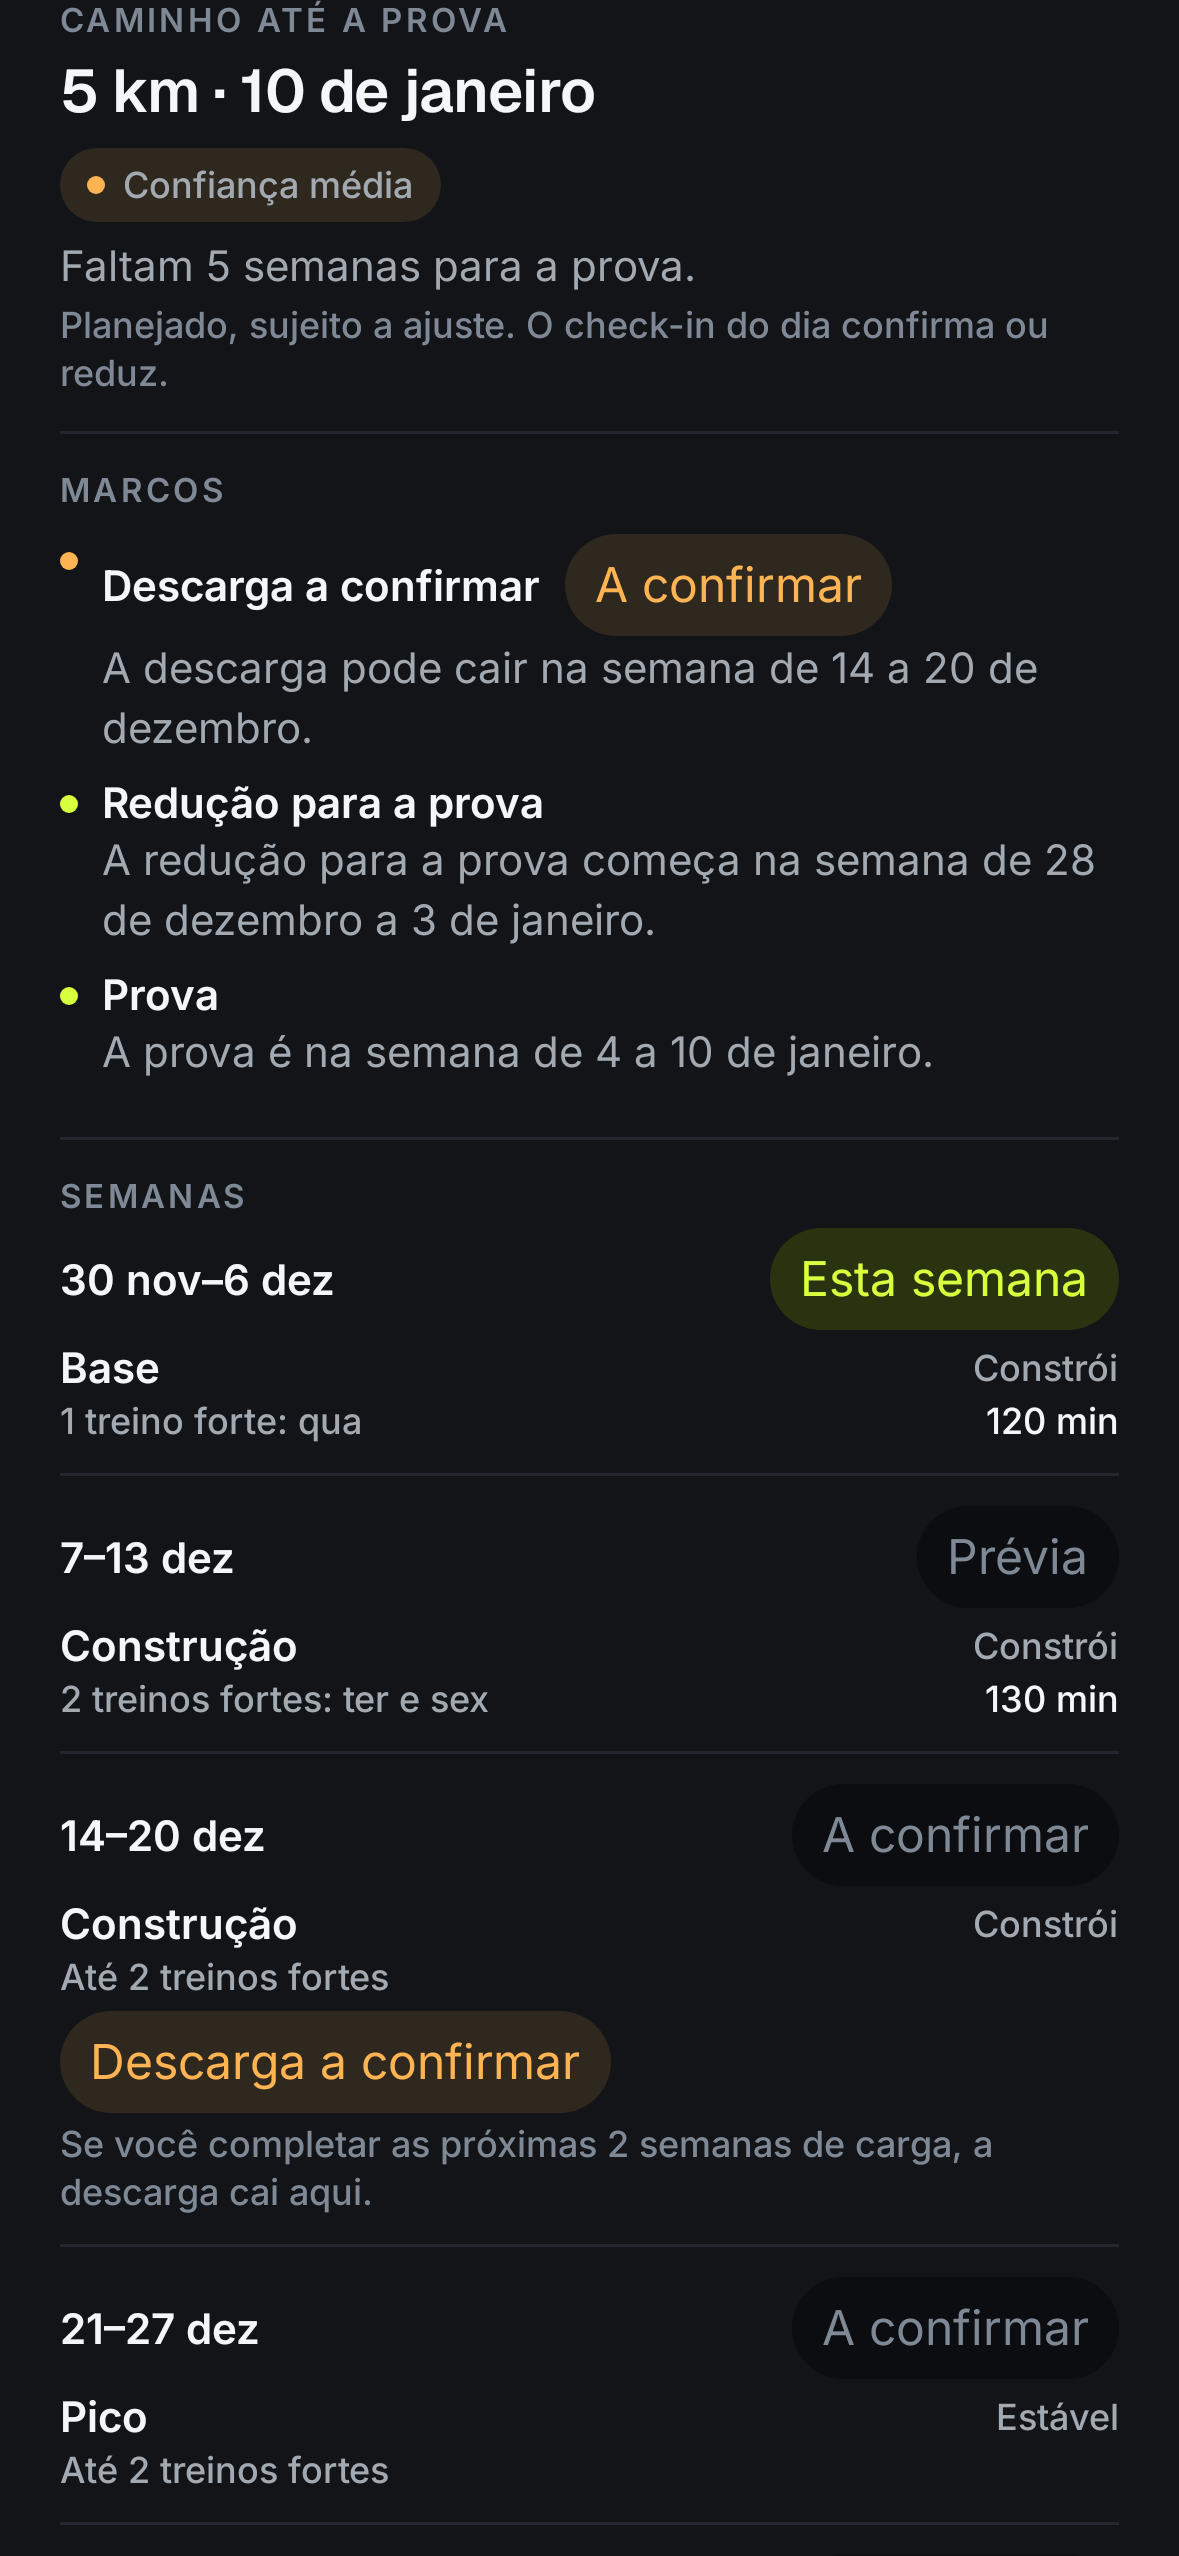 CAMINHO ATÉ A PROVA
5 km · 10 de janeiro
Confiança média
Faltam 5 semanas para a prova.
Planejado, sujeito a ajuste. O check-in do dia confirma ou
reduz.
MARCOS
Descarga a confirmar A confirmar
A descarga pode cair na semana de 14 a 20 de
dezembro.
Redução para a prova
A redução para a prova começa na semana de 28
de dezembro a 3 de janeiro.
Prova
A prova é na semana de 4 a 10 de janeiro.
SEMANAS
30 nov–6 dez Esta semana
Base Constrói
1 treino forte: qua 120 min
7–13 dez Prévia
Construção Constrói
2 treinos fortes: ter e sex 130 min
14–20 dez A confirmar
Construção Constrói
Até 2 treinos fortes
Descarga a confirmar
Se você completar as próximas 2 semanas de carga, a
descarga cai aqui.
21–27 dez A confirmar
Pico Estável
Até 2 treinos fortes